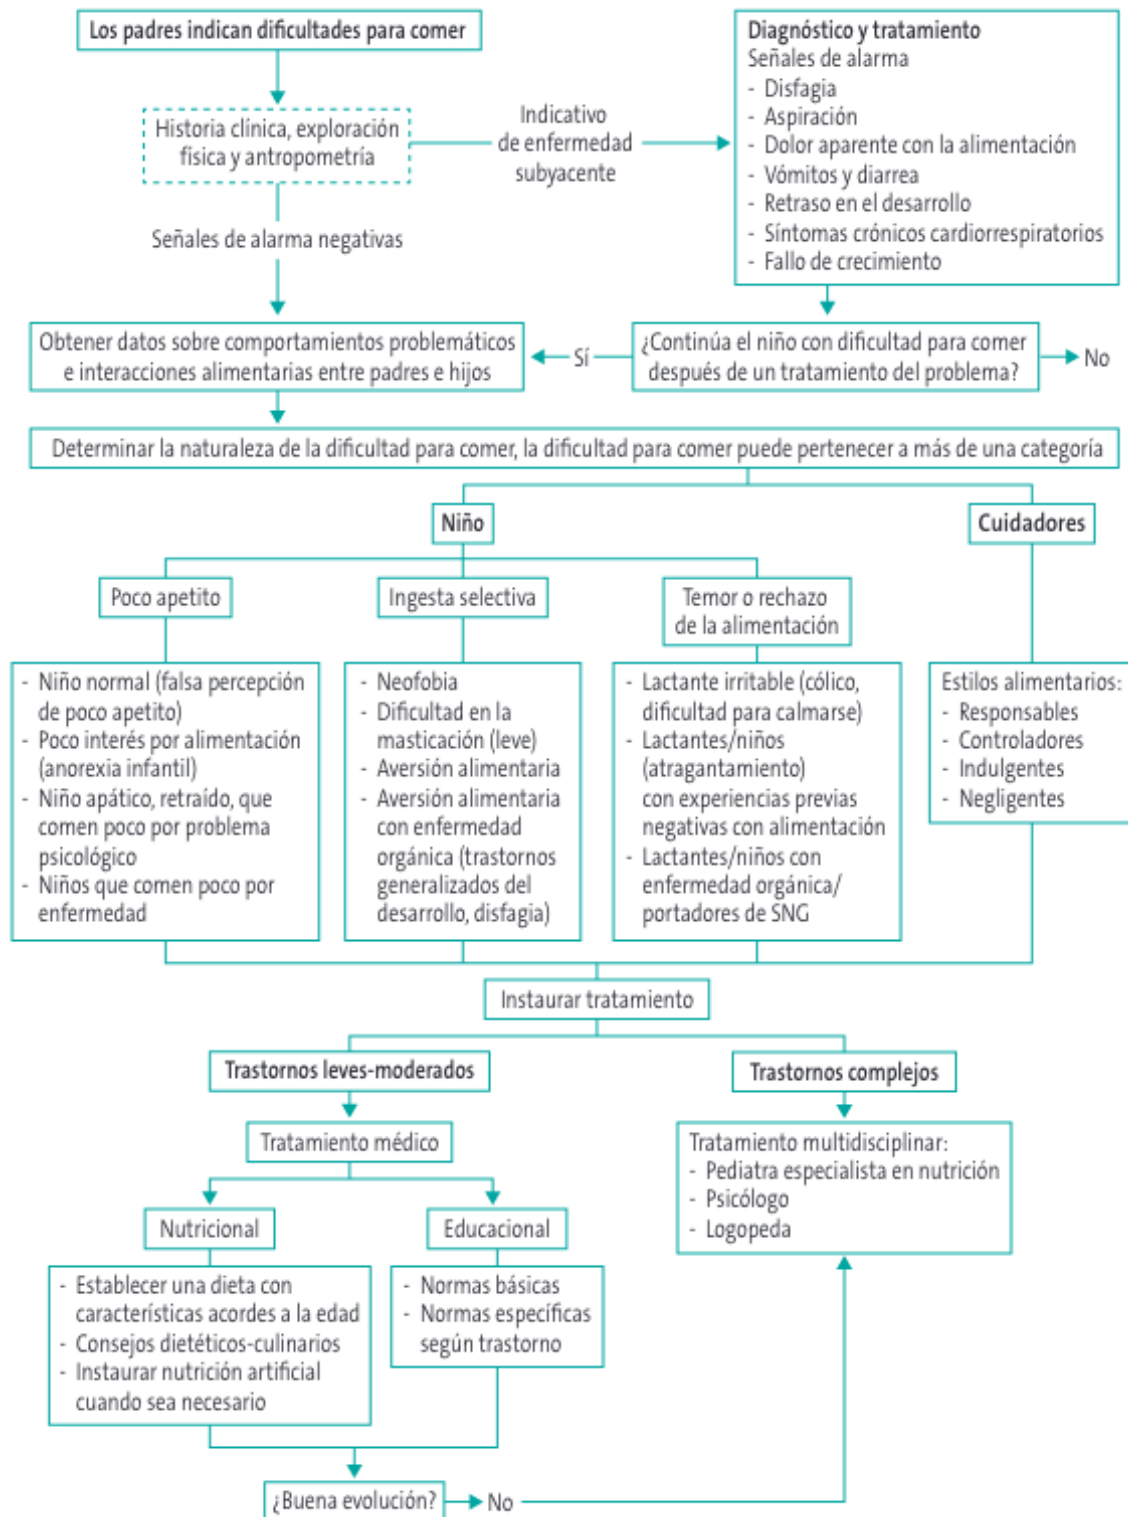 Los padres indican dificultades para comer
Historia clínica, exploración
física y antropometría
Indicativo
de enfermedad
subyacente
Diagnóstico y tratamiento
Señales de alarma
- Disfagia
- Aspiración
- Dolor aparente con la alimentación
- Vómitos y diarrea
- Retraso en el desarrollo
- Síntomas crónicos cardiorrespiratorios
- Fallo de crecimiento
Señales de alarma negativas
Obtener datos sobre comportamientos problemáticos
e interacciones alimentarias entre padres e hijos
Sí
¿Continúa el niño con dificultad para comer
después de un tratamiento del problema?
No
Determinar la naturaleza de la dificultad para comer, la dificultad para comer puede pertenecer a más de una categoría
Niño
Cuidadores
Poco apetito
Ingesta selectiva
Temor o rechazo
de la alimentación
- Niño normal (falsa percepción
de poco apetito)
- Poco interés por alimentación
(anorexia infantil)
- Niño apático, retraído, que
comen poco por problema
psicológico
- Niños que comen poco por
enfermedad
- Neofobia
- Dificultad en la
masticación (leve)
- Aversión alimentaria
- Aversión alimentaria
con enfermedad
orgánica (trastornos
generalizados del
desarrollo, disfagia)
- Lactante irritable (cólico,
dificultad para calmarse)
- Lactantes/niños
(atragantamiento)
con experiencias previas
negativas con alimentación
- Lactantes/niños con
enfermedad orgánica/
portadores de SNG
Estilos alimentarios:
- Responsables
- Controladores
- Indulgentes
- Negligentes
Instaurar tratamiento
Trastornos leves-moderados
Trastornos complejos
Tratamiento médico
Tratamiento multidisciplinar:
- Pediatra especialista en nutrición
- Psicólogo
- Logopeda
Nutricional
Educacional
- Establecer una dieta con
características acordes a la edad
- Consejos dietéticos-culinarios
- Instaurar nutrición artificial
cuando sea necesario
- Normas básicas
- Normas específicas
según trastorno
¿Buena evolución?
No